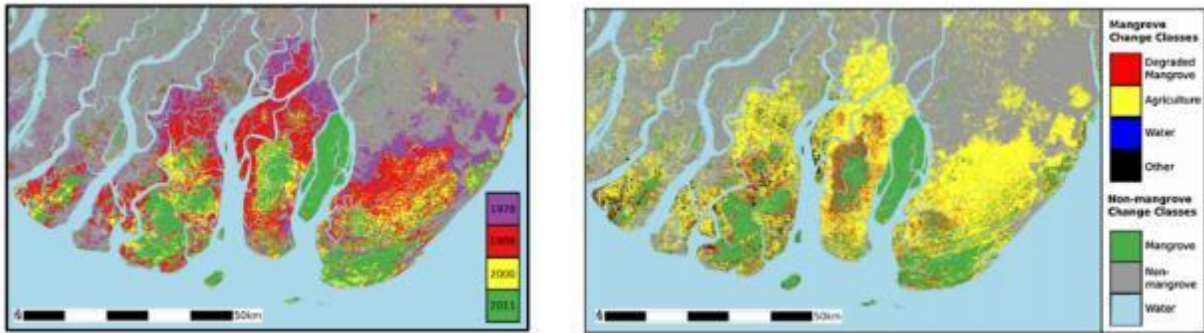 1978
2000
2011
50km
Mangrove
Change Classes
Degraded
Mangrove
Agriculture
Water
Other
Non-mangrove
Change Classes
Mangrove
Non-
mangrove
Water
50km